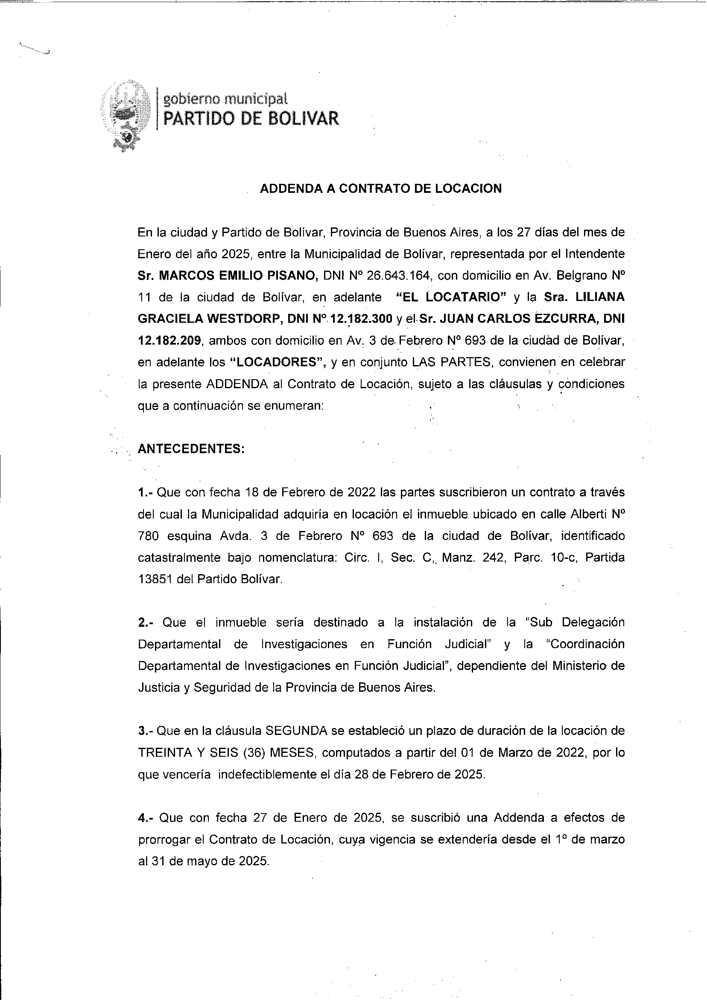 gobierno municipal
PARTIDO DE BOLIVAR
ADDENDA A CONTRATO DE LOCACION
En la ciudad y Partido de Bolívar, Provincia de Buenos Aires, a los 27 días del mes de
Enero del año 2025, entre la Municipalidad de Bolívar, representada por el Intendente
Sr. MARCOS EMILIO PISANO, DNI Nº 26.643.164, con domicilio en Av. Belgrano Nº
11 de la ciudad de Bolívar, en adelante “EL LOCATARIO” y la Sra. LILIANA
GRACIELA WESTDORP, DNI Nº 12.182.300 y el Sr. JUAN CARLOS EZCURRA, DNI
12.182.209, ambos con domicilio en Av. 3 de Febrero Nº 693 de la ciudad de Bolívar,
en adelante los “LOCADORES”, y en conjunto LAS PARTES, convienen en celebrar
la presente ADDENDA al Contrato de Locación, sujeto a las cláusulas y condiciones
que a continuación se enumeran:
ANTECEDENTES:
1.- Que con fecha 18 de Febrero de 2022 las partes suscribieron un contrato a través
del cual la Municipalidad adquiría en locación el inmueble ubicado en calle Alberti Nº
780 esquina Avda. 3 de Febrero Nº 693 de la ciudad de Bolívar, identificado
catastralmente bajo nomenclatura: Circ. I, Sec. C, Manz. 242, Parc. 10-c, Partida
13851 del Partido Bolívar.
2.- Que el inmueble sería destinado a la instalación de la “Sub Delegación
Departamental de Investigaciones en Función Judicial” y la “Coordinación
Departamental de Investigaciones en Función Judicial”, dependiente del Ministerio de
Justicia y Seguridad de la Provincia de Buenos Aires.
3.- Que en la cláusula SEGUNDA se estableció un plazo de duración de la locación de
TREINTA Y SEIS (36) MESES, computados a partir del 01 de Marzo de 2022, por lo
que vencería indefectiblemente el día 28 de Febrero de 2025.
4.- Que con fecha 27 de Enero de 2025, se suscribió una Addenda a efectos de
prorrogar el Contrato de Locación, cuya vigencia se extendería desde el 1º de marzo
al 31 de mayo de 2025.